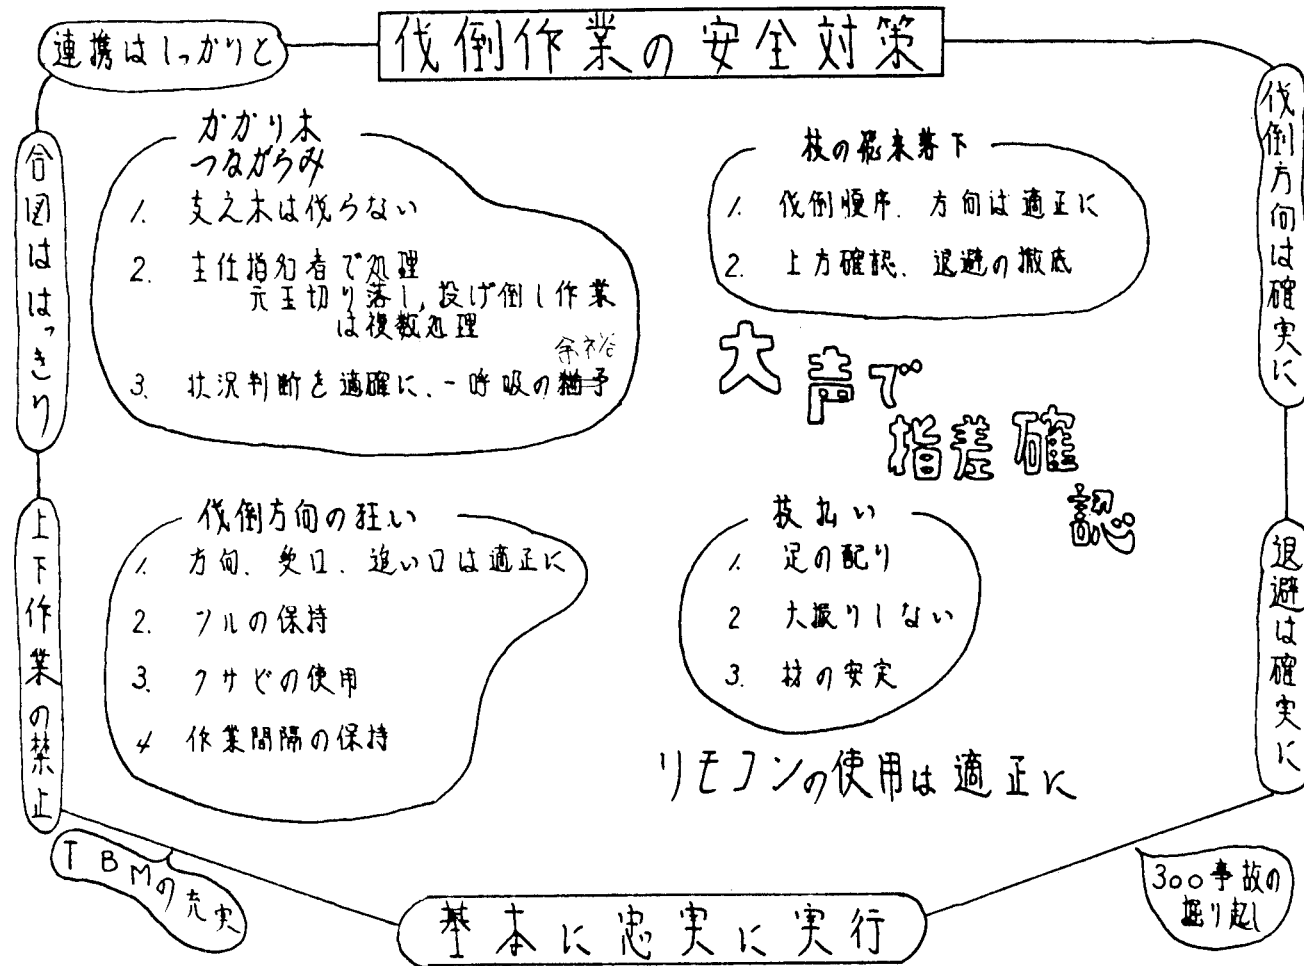 伐倒作業の安全対策
連携はしっかりと
合図ははっきり
上下作業の禁止
TBMの充実
かかり木
つるがらみ
1. 支え木は伐らない
2. 主任指名者で処理
元玉切り落し,投げ倒し作業
は複数処理
余裕
3. 状況判断を適確に、一呼吸の猶予
枝の飛来落下
1. 伐倒順序、方向は適正に
2. 上方確認、退避の徹底
大声で
指差確
認
伐倒方向の狂い
1. 方向、受口、追い口は適正に
2. ツルの保持
3. クサビの使用
4 作業間隔の保持
枝払い
1. 足の配り
2 大振りしない
3. 材の安定
リモコンの使用は適正に
伐倒方向は確実に
退避は確実に
300事故の
掘り起し
基本に忠実に実行